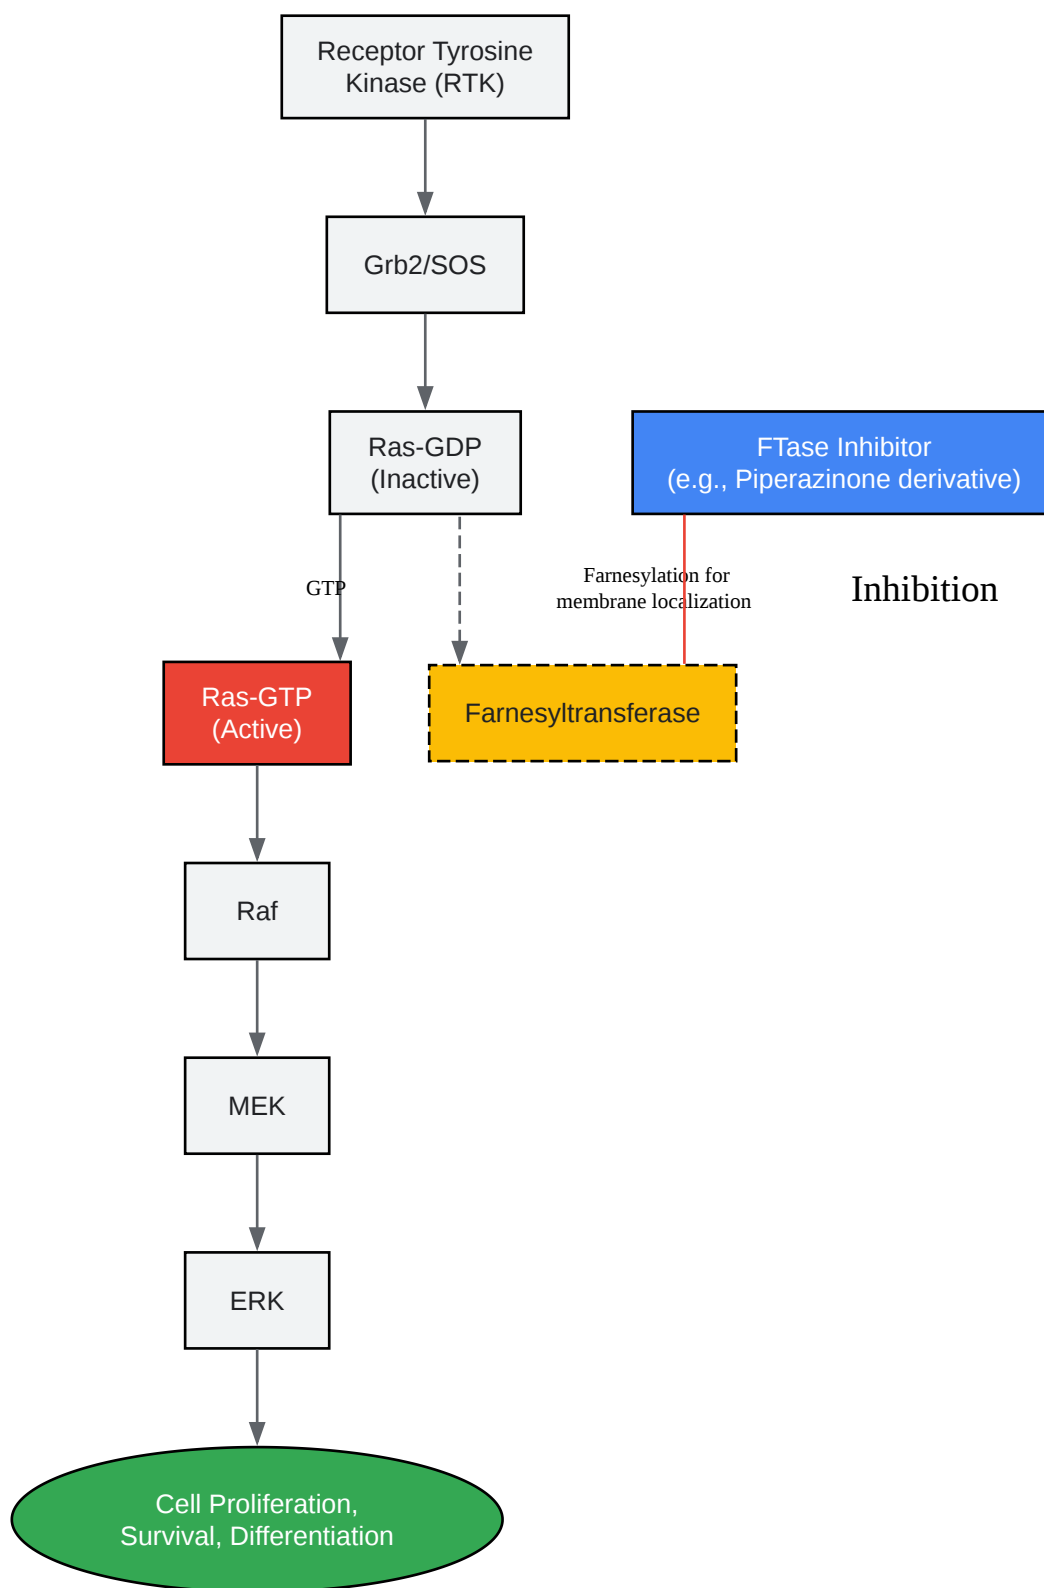 Receptor Tyrosine
Kinase (RTK)
Grb2/SOS
Ras-GDP
(Inactive)
FTase Inhibitor
(e.g., Piperazinone derivative)
GTP
Farnesylation for
membrane localization
Inhibition
Ras-GTP
(Active)
Farnesyltransferase
Raf
MEK
ERK
Cell Proliferation,
Survival, Differentiation